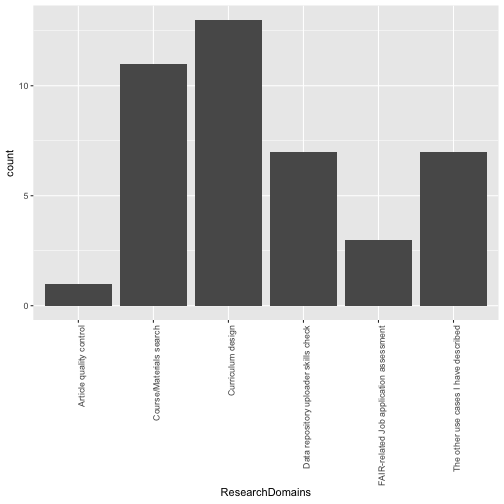 count
10
5
0
Article quality control
Course/Materials search
Curriculum design
Data repository uploader skills check
FAIR-related Job application assessment
The other use cases I have described
ResearchDomains